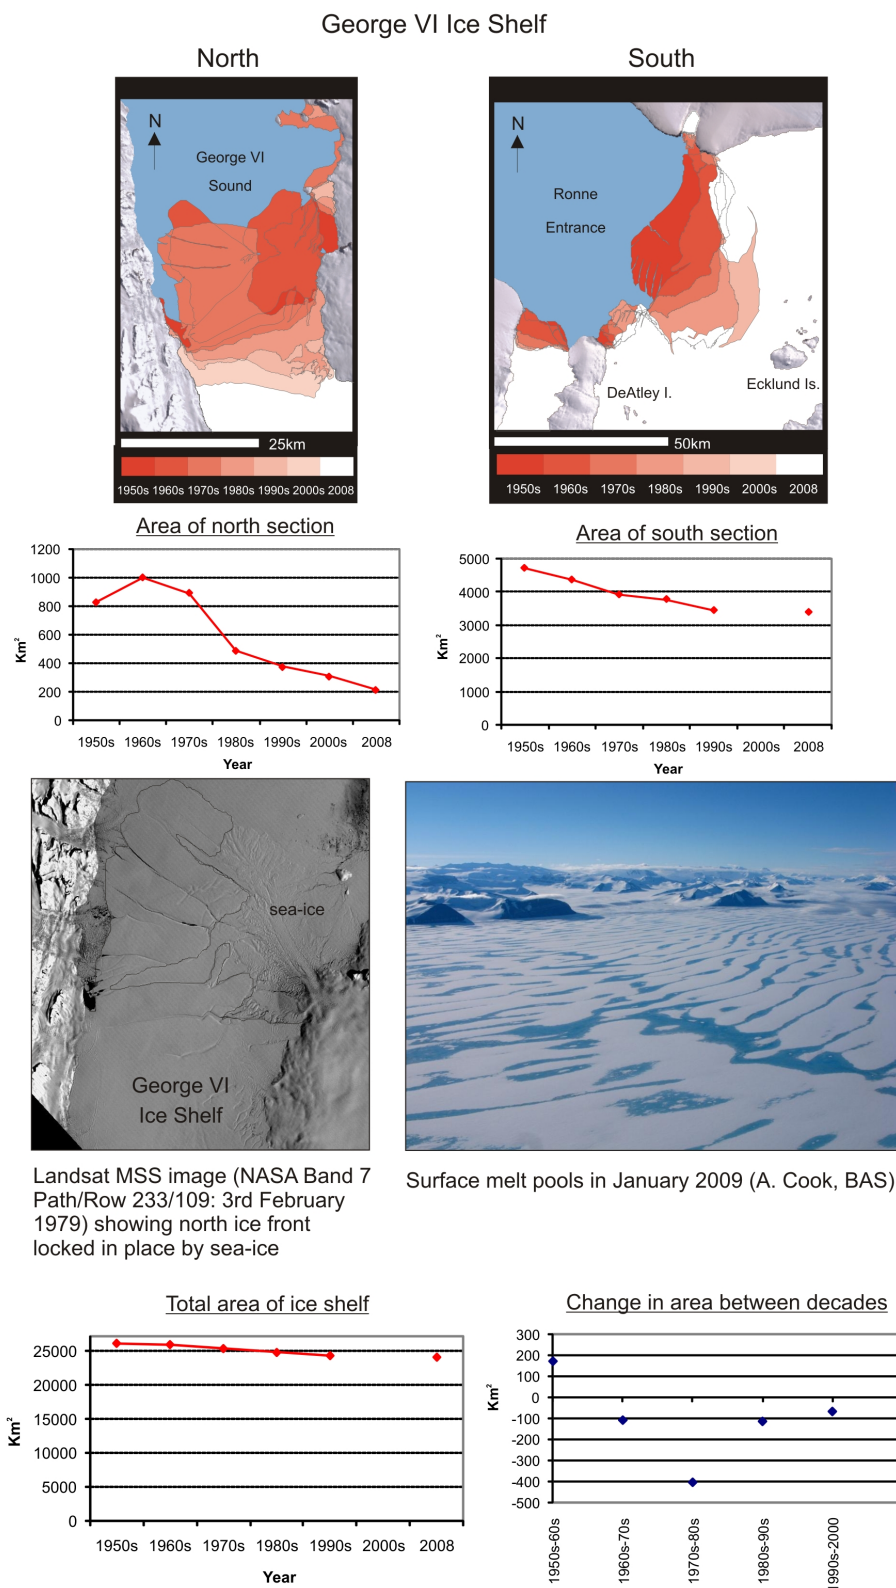 George VI Ice Shelf
North
South
N
George VI
Sound
25km
1950s 1960s 1970s 1980s 1990s 2000s 2008
N
Ronne
Entrance
DeAtley I.
Ecklund Is.
50km
1950s 1960s 1970s 1980s 1990s 2000s 2008
Area of north section
1200
1000
800
600
400
200
0
Km²
1950s 1960s 1970s 1980s 1990s 2000s 2008
Year
Area of south section
5000
4000
3000
2000
1000
0
Km²
1950s 1960s 1970s 1980s 1990s 2000s 2008
Year
sea-ice
George VI
Ice Shelf
Landsat MSS image (NASA Band 7
Path/Row 233/109: 3rd February
1979) showing north ice front
locked in place by sea-ice
Surface melt pools in January 2009 (A. Cook, BAS)
Total area of ice shelf
25000
20000
15000
10000
5000
0
Km²
1950s 1960s 1970s 1980s 1990s 2000s 2008
Year
Change in area between decades
300
200
100
0
-100
-200
-300
-400
-500
Km²
1950s-60s
1960s-70s
1970s-80s
1980s-90s
1990s-2000